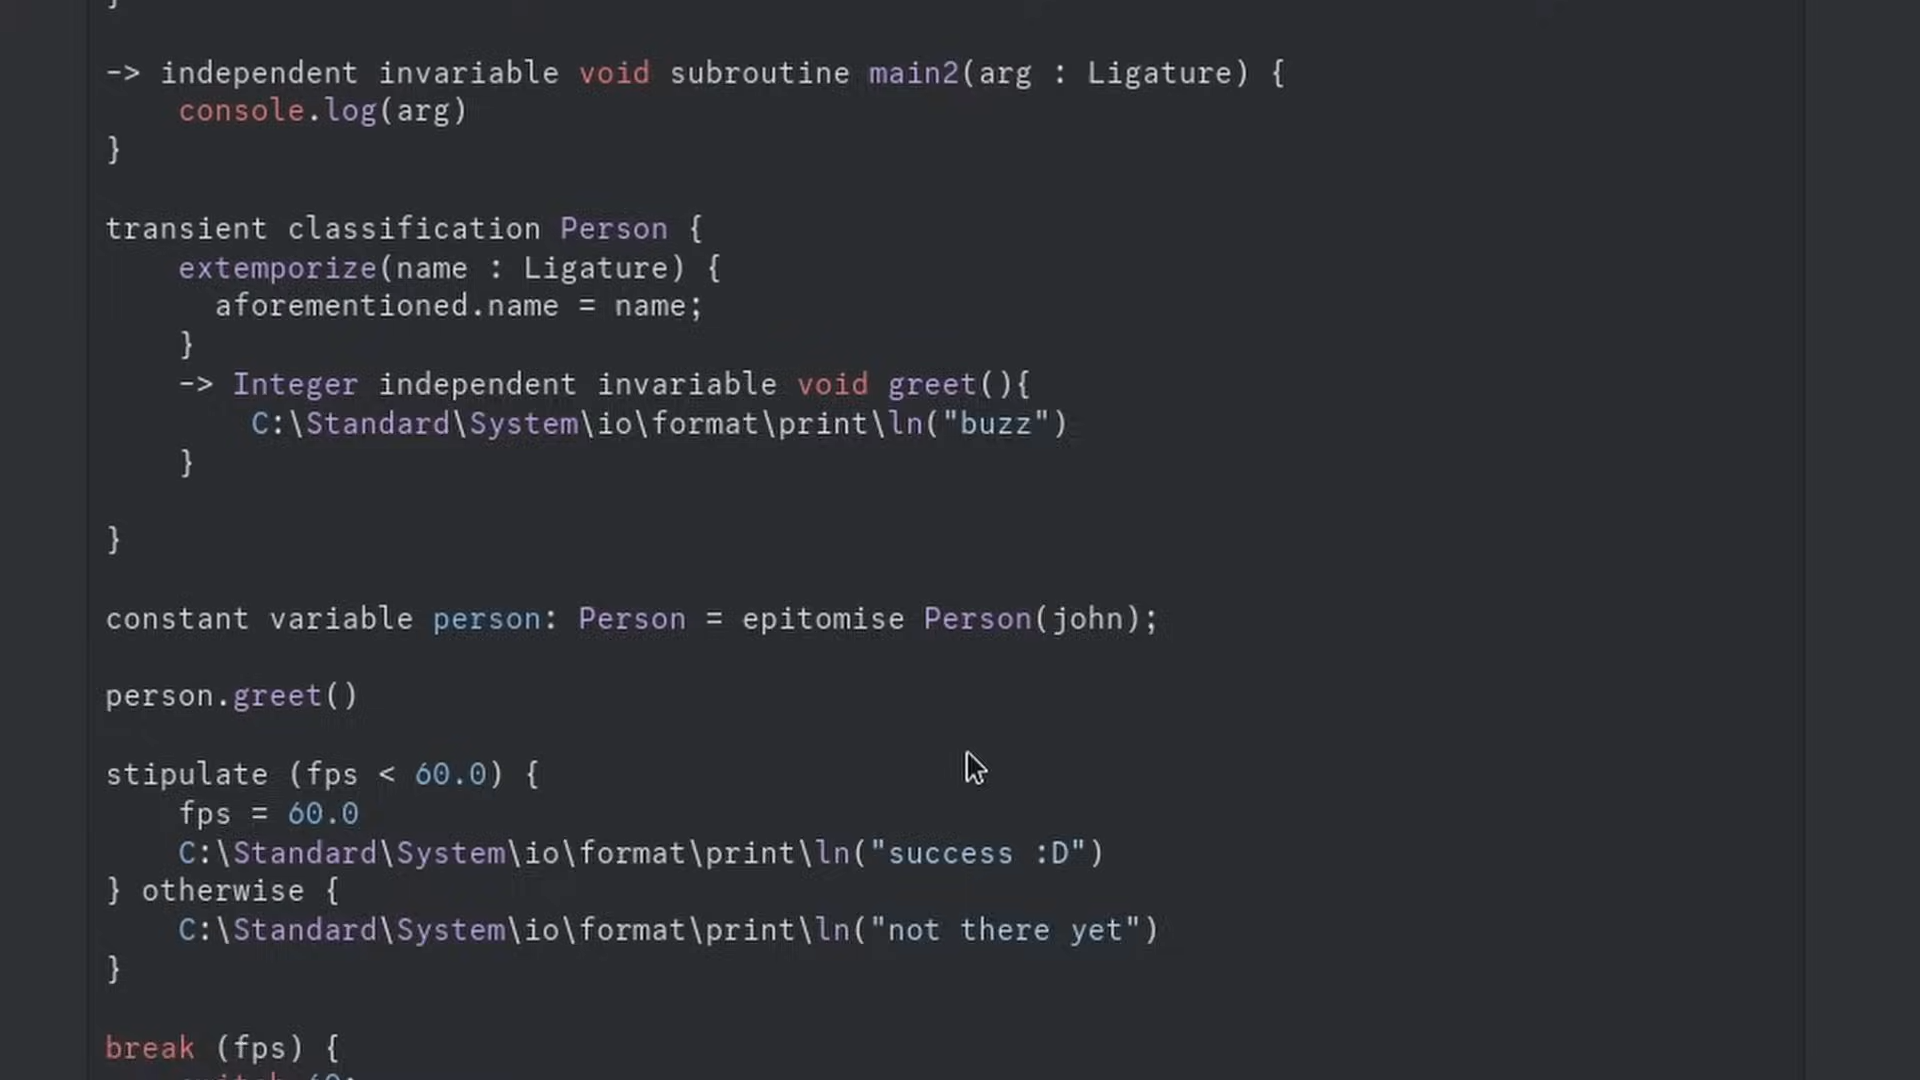 }
-> independent invariable void subroutine main2(arg : Ligature) {
    console.log(arg)
}
transient classification Person {
    extemporize(name : Ligature) {
      aforementioned.name = name;
    }
    -> Integer independent invariable void greet(){
        C:\Standard\System\io\format\print\ln("buzz")
    }
}
constant variable person: Person = epitomise Person(john);
person.greet()
stipulate (fps < 60.0) {
    fps = 60.0
    C:\Standard\System\io\format\print\ln("success :D")
} otherwise {
    C:\Standard\System\io\format\print\ln("not there yet")
}
break (fps) {